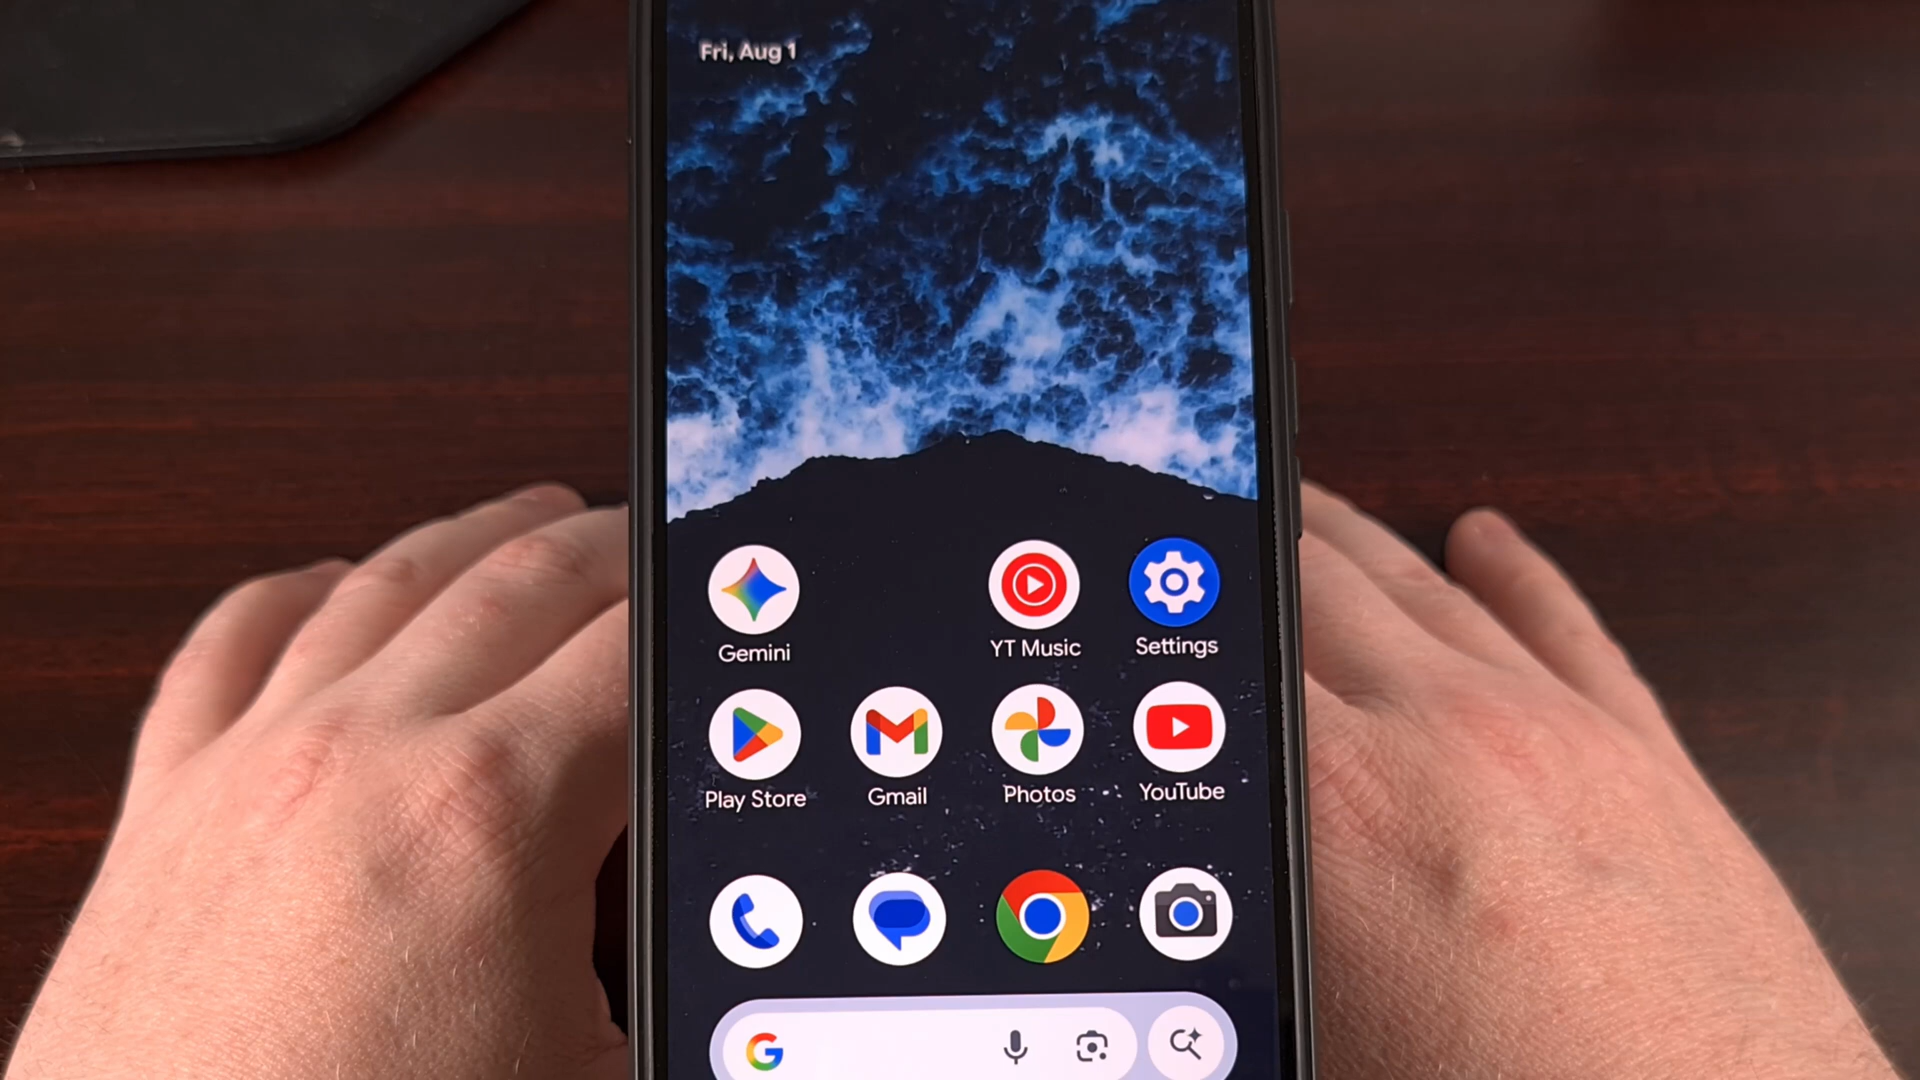 Fri, Aug 1
Gemini
YT Music
Settings
Play Store
Gmail
Photos
YouTube